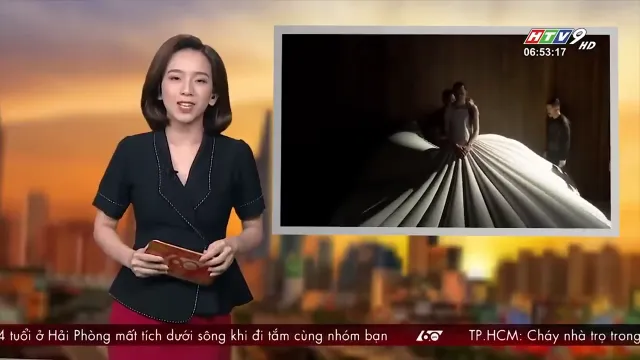 HTV9 HD
06:53:17
4 tuổi ở Hải Phòng mất tích dưới sông khi đi tắm cùng nhóm bạn
TP.HCM: Cháy nhà trọ trong